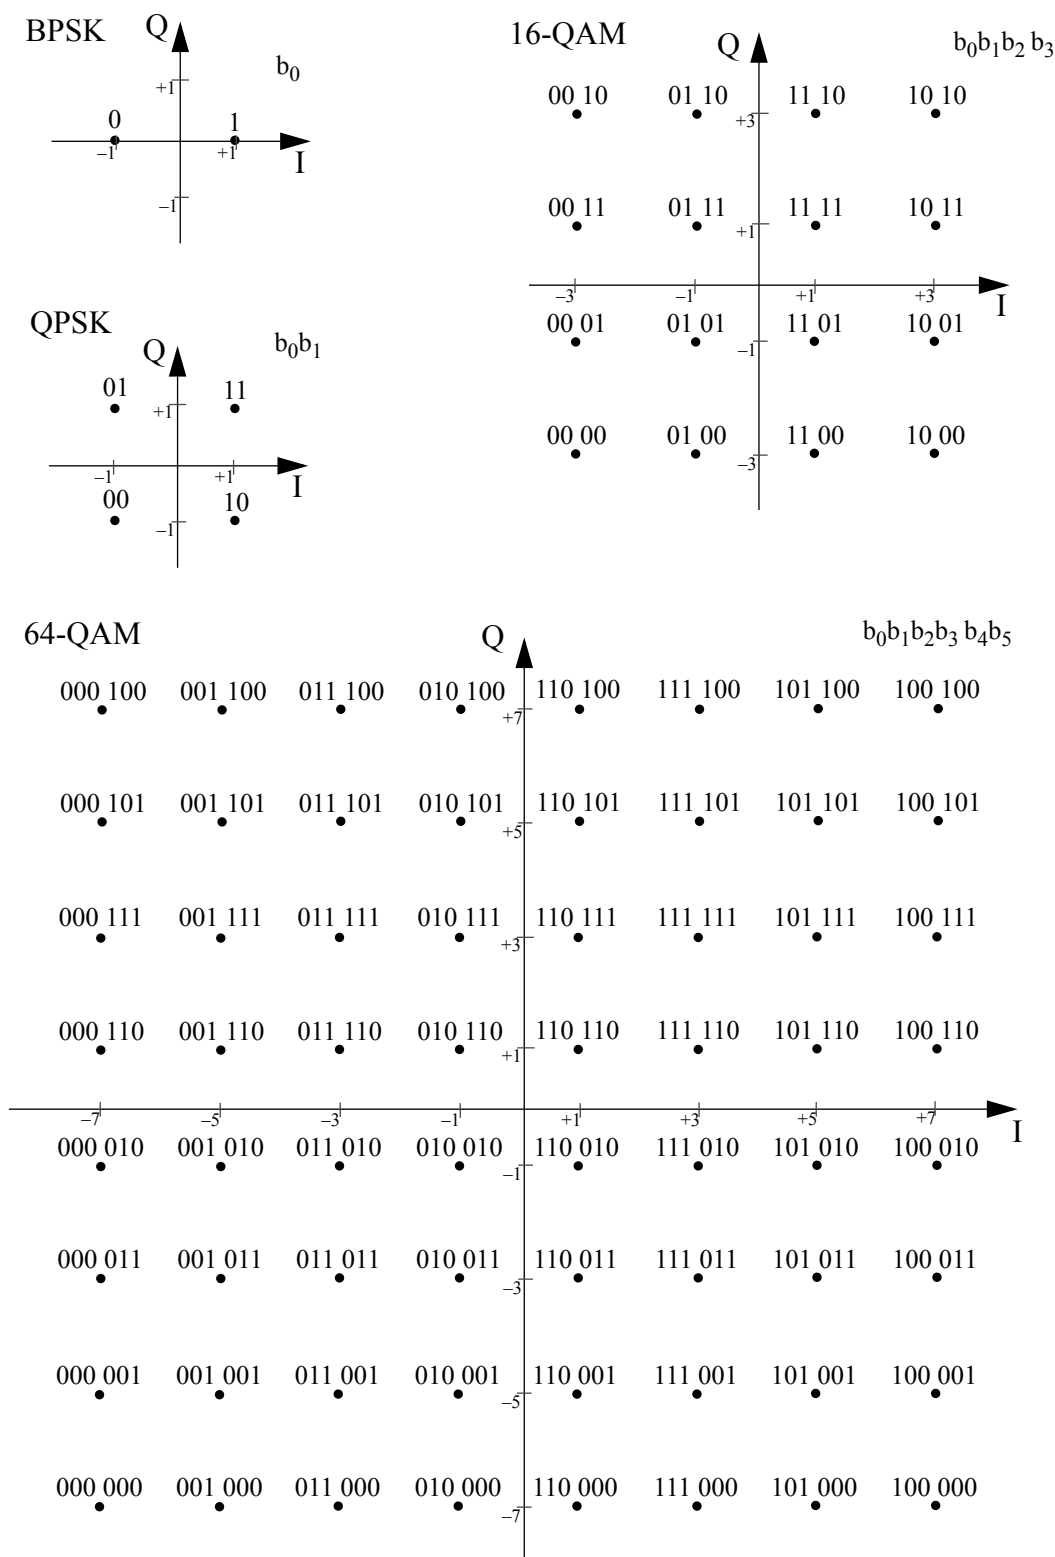 BPSK
Q
b0
+1
0 1
−1 +1
I
−1
QPSK
Q
b0b1
01 11
+1
−1 +1
I
00 10
−1
16-QAM
Q
b0b1b2 b3
00 10 01 10 11 10 10 10
+3
00 11 01 11 11 11 10 11
+1
−3 −1 +1 +3
I
00 01 01 01 11 01 10 01
−1
00 00 01 00 11 00 10 00
−3
64-QAM
Q
b0b1b2b3 b4b5
000 100 001 100 011 100 010 100 110 100 111 100 101 100 100 100
+7
000 101 001 101 011 101 010 101 110 101 111 101 101 101 100 101
+5
000 111 001 111 011 111 010 111 110 111 111 111 101 111 100 111
+3
000 110 001 110 011 110 010 110 110 110 111 110 101 110 100 110
+1
−7 −5 −3 −1 +1 +3 +5 +7
I
000 010 001 010 011 010 010 010 110 010 111 010 101 010 100 010
−1
000 011 001 011 011 011 010 011 110 011 111 011 101 011 100 011
−3
000 001 001 001 011 001 010 001 110 001 111 001 101 001 100 001
−5
000 000 001 000 011 000 010 000 110 000 111 000 101 000 100 000
−7